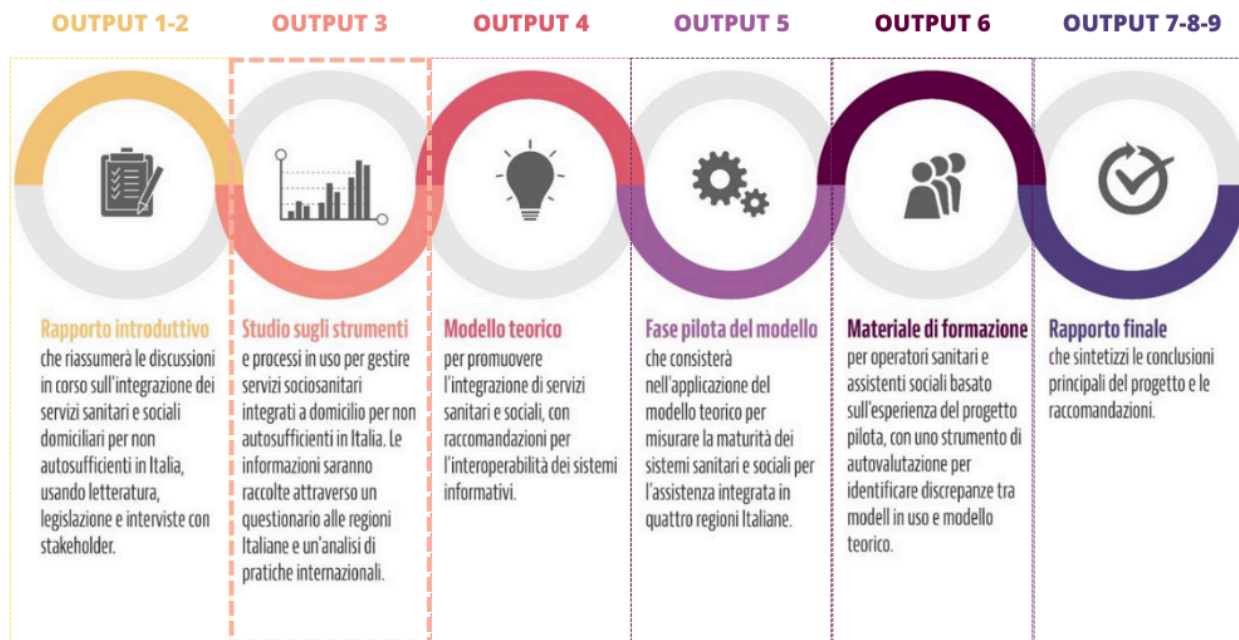 OUTPUT 1-2
OUTPUT 3
OUTPUT 4
OUTPUT 5
OUTPUT 6
OUTPUT 7-8-9
Rapporto introduttivo
che riassumerà le discussioni
in corso sull'integrazione dei
servizi sanitari e sociali
domiciliari per non
autosufficienti in Italia,
usando letteratura,
legislazione e interviste con
stakeholder.
Studio sugli strumenti
e processi in uso per gestire
servizi sociosanitari
integrati a domicilio per non
autosufficienti in Italia. Le
informazioni saranno
raccolte attraverso un
questionario alle regioni
Italiane e un'analisi di
pratiche internazionali.
Modello teorico
per promuovere
l'integrazione di servizi
sanitari e sociali, con
raccomandazioni per
l'interoperabilità dei sistemi
informativi.
Fase pilota del modello
che consisterà
nell'applicazione del
modello teorico per
misurare la maturità dei
sistemi sanitari e sociali per
l'assistenza integrata in
quattro regioni Italiane.
Materiale di formazione
per operatori sanitari e
assistenti sociali basato
sull'esperienza del progetto
pilota, con uno strumento di
autovalutazione per
identificare discrepanze tra
modell in uso e modello
teorico.
Rapporto finale
che sintetizzi le conclusioni
principali del progetto e le
raccomandazioni.